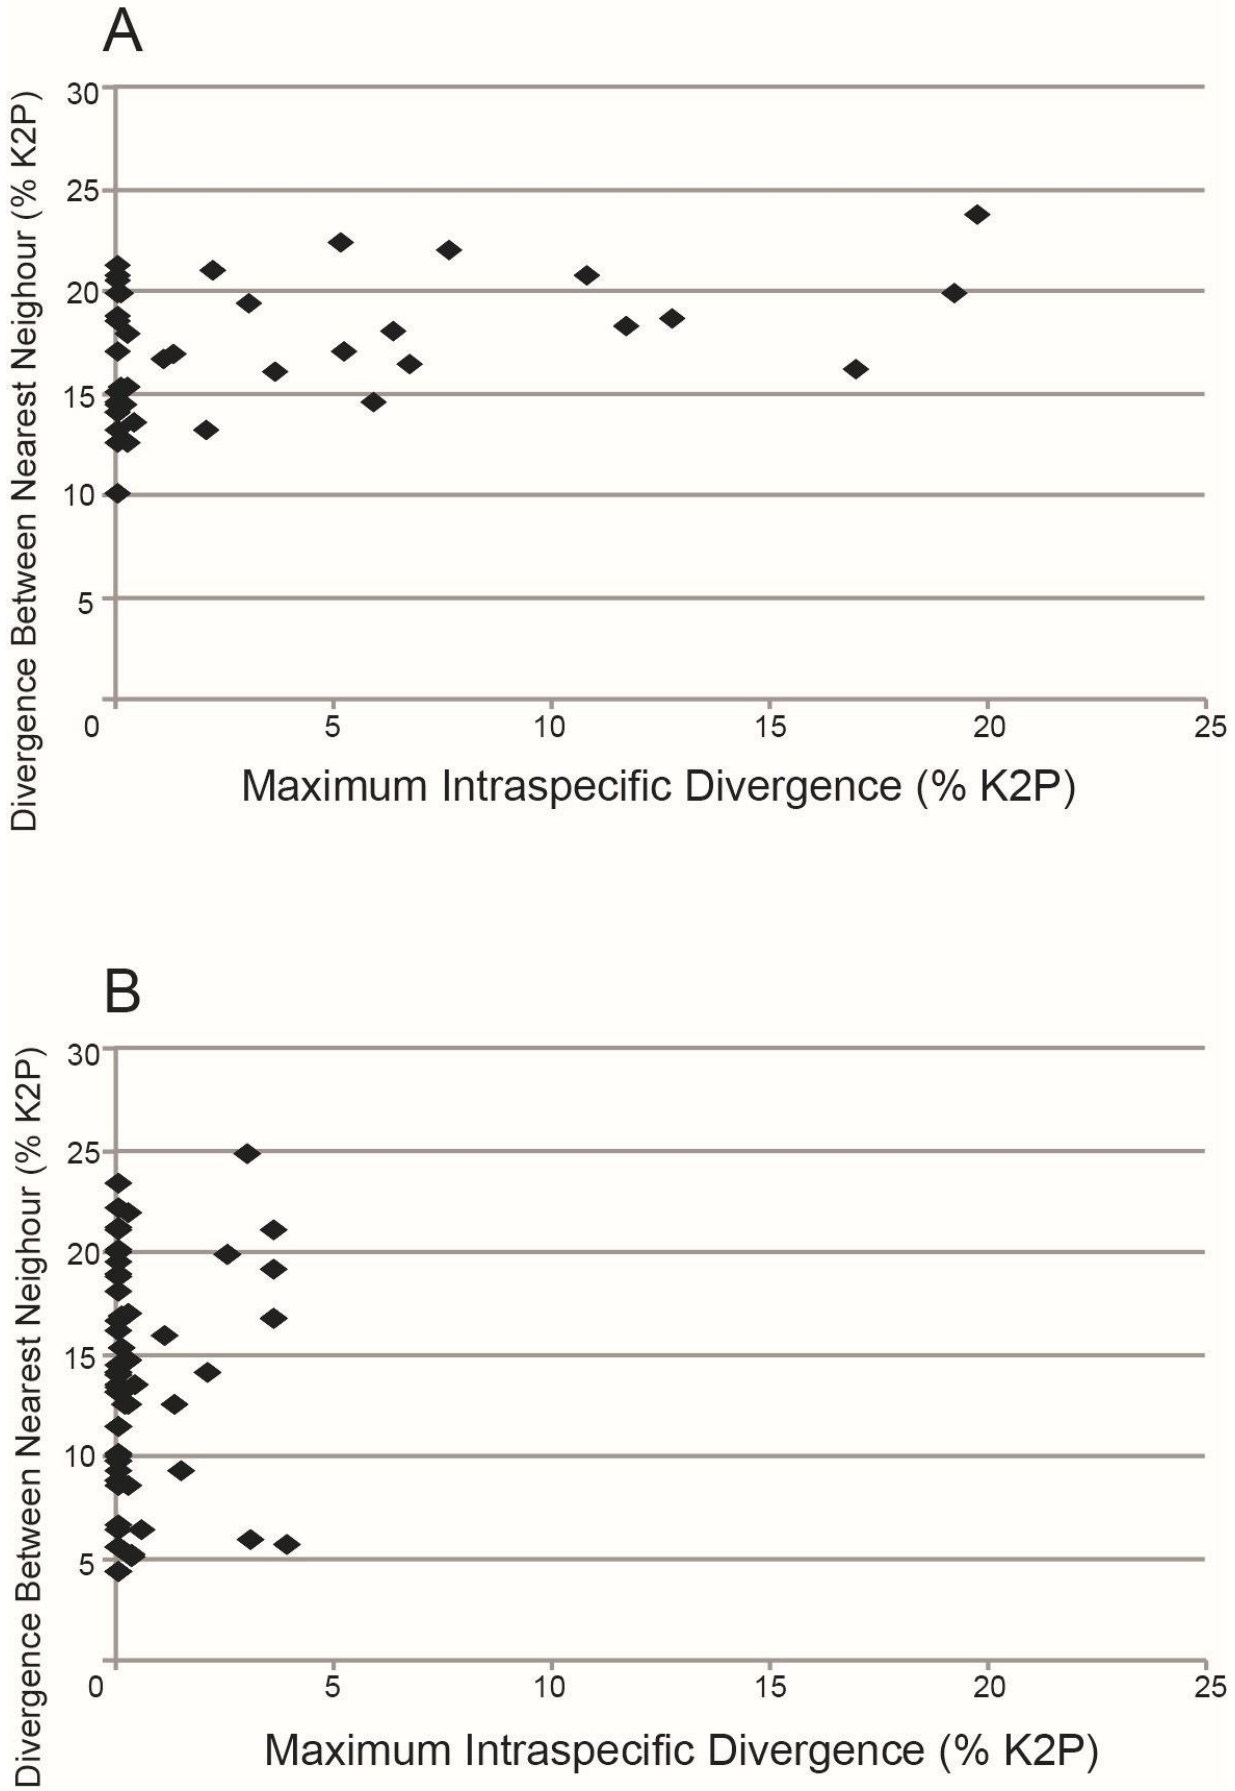 A
Divergence Between Nearest Neighour (% K2P)
30
25
20
15
10
5
0 5 10 15 20 25
Maximum Intraspecific Divergence (% K2P)
B
Divergence Between Nearest Neighour (% K2P)
30
25
20
15
10
5
0 5 10 15 20 25
Maximum Intraspecific Divergence (% K2P)